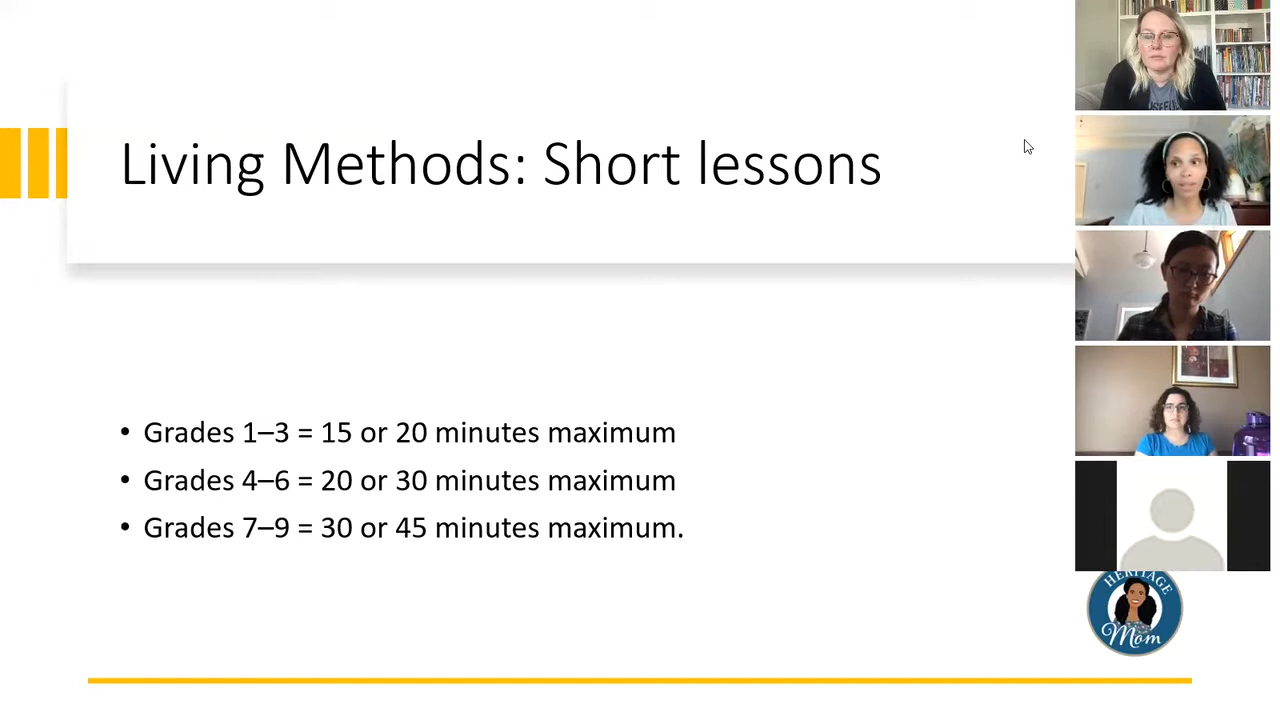 Living Methods: Short lessons
• Grades 1–3 = 15 or 20 minutes maximum
• Grades 4–6 = 20 or 30 minutes maximum
• Grades 7–9 = 30 or 45 minutes maximum.
HERITAGE
Mom